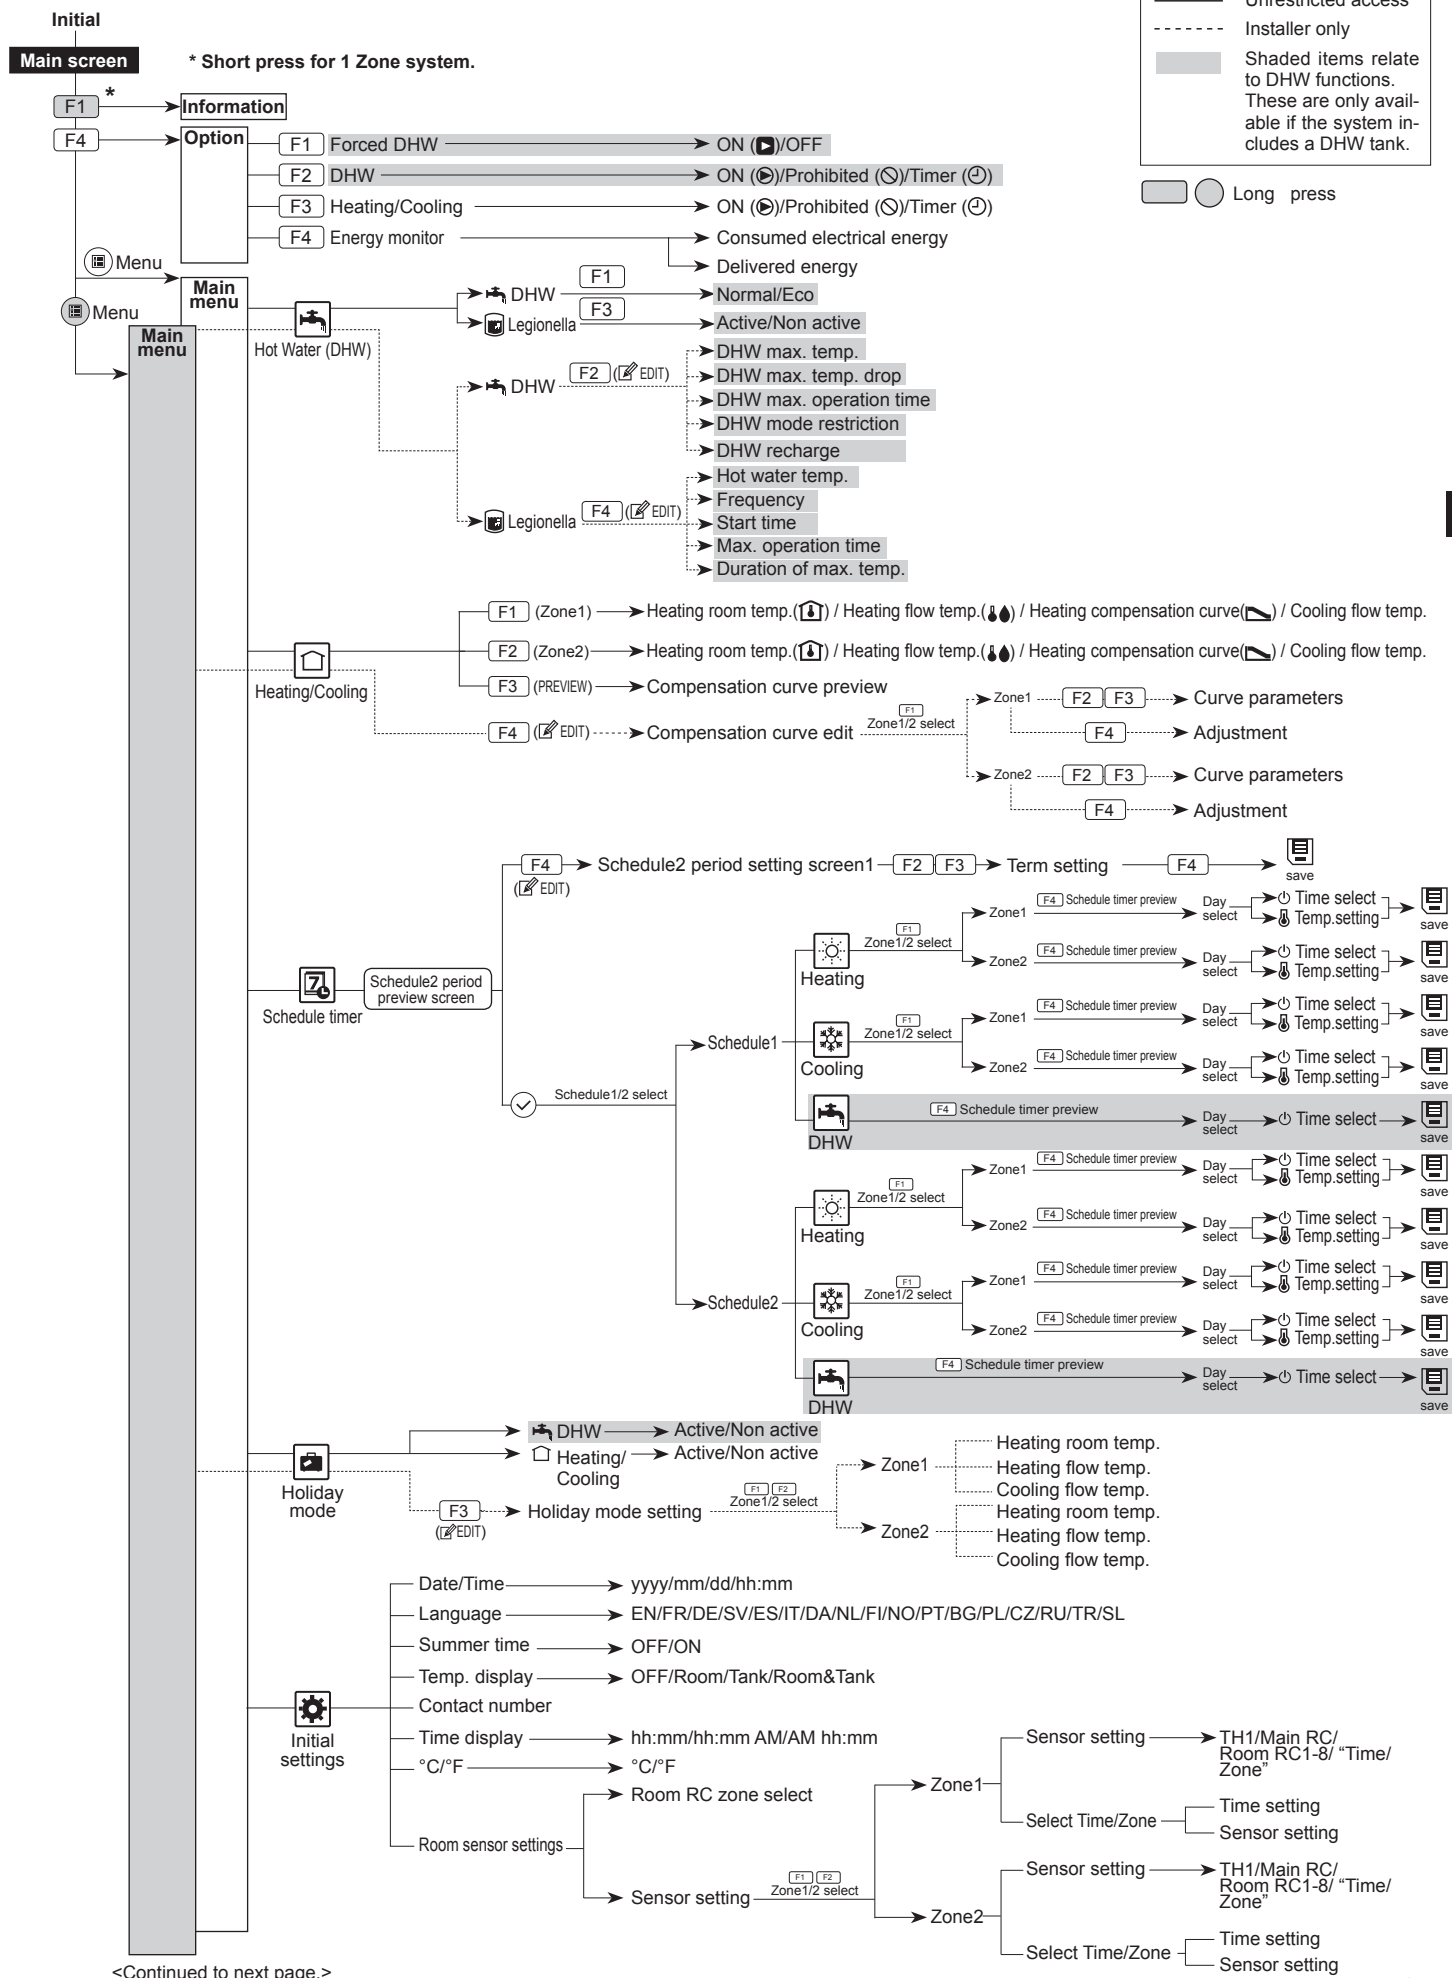 Initial
Main screen
* Short press for 1 Zone system.
Unrestricted access
Installer only
Shaded items relate
to DHW functions.
These are only avail-
able if the system in-
cludes a DHW tank.
Long press
F1 * Information
F4 Option
F1 Forced DHW ON ( )/OFF
F2 DHW ON ( )/Prohibited ( )/Timer ( )
F3 Heating/Cooling ON ( )/Prohibited ( )/Timer ( )
F4 Energy monitor Consumed electrical energy
Delivered energy
Menu
Main
menu
Menu
Main
menu
Hot Water (DHW)
DHW F1 Normal/Eco
Legionella F3 Active/Non active
DHW F2 ( EDIT)
DHW max. temp.
DHW max. temp. drop
DHW max. operation time
DHW mode restriction
DHW recharge
Legionella F4 ( EDIT)
Hot water temp.
Frequency
Start time
Max. operation time
Duration of max. temp.
Heating/Cooling
F1 (Zone1) Heating room temp.( ) / Heating flow temp.( ) / Heating compensation curve( ) / Cooling flow temp.
F2 (Zone2) Heating room temp.( ) / Heating flow temp.( ) / Heating compensation curve( ) / Cooling flow temp.
F3 (PREVIEW) Compensation curve preview
F4 ( EDIT) Compensation curve edit F1
Zone1/2 select
Zone1 F2 F3 Curve parameters
F4 Adjustment
Zone2 F2 F3 Curve parameters
F4 Adjustment
Schedule timer
7
Schedule2 period
preview screen
F4 Schedule2 period setting screen1 F2 F3 Term setting F4 save
( EDIT)
Schedule1/2 select
Schedule1
Heating
F1
Zone1/2 select
Zone1 F4 Schedule timer preview Day
select
Time select
Temp.setting
save
Zone2 F4 Schedule timer preview Day
select
Time select
Temp.setting
save
Cooling
F1
Zone1/2 select
Zone1 F4 Schedule timer preview Day
select
Time select
Temp.setting
save
Zone2 F4 Schedule timer preview Day
select
Time select
Temp.setting
save
DHW
F4 Schedule timer preview Day
select
Time select
save
Schedule2
Heating
F1
Zone1/2 select
Zone1 F4 Schedule timer preview Day
select
Time select
Temp.setting
save
Zone2 F4 Schedule timer preview Day
select
Time select
Temp.setting
save
Cooling
F1
Zone1/2 select
Zone1 F4 Schedule timer preview Day
select
Time select
Temp.setting
save
Zone2 F4 Schedule timer preview Day
select
Time select
Temp.setting
save
DHW
F4 Schedule timer preview Day
select
Time select
save
Holiday
mode
DHW Active/Non active
Heating/
Cooling
Active/Non active
F3
( EDIT)
Holiday mode setting
F1 F2
Zone1/2 select
Zone1
Heating room temp.
Heating flow temp.
Cooling flow temp.
Zone2
Heating room temp.
Heating flow temp.
Cooling flow temp.
Initial
settings
Date/Time yyyy/mm/dd/hh:mm
Language EN/FR/DE/SV/ES/IT/DA/NL/FI/NO/PT/BG/PL/CZ/RU/TR/SL
Summer time OFF/ON
Temp. display OFF/Room/Tank/Room&Tank
Contact number
Time display hh:mm/hh:mm AM/AM hh:mm
°C/°F °C/°F
Room sensor settings
Room RC zone select
Sensor setting
F1 F2
Zone1/2 select
Zone1
Sensor setting TH1/Main RC/
Room RC1-8/ “Time/
Zone”
Select Time/Zone
Time setting
Sensor setting
Zone2
Sensor setting TH1/Main RC/
Room RC1-8/ “Time/
Zone”
Select Time/Zone
Time setting
Sensor setting
<Continued to next page.>